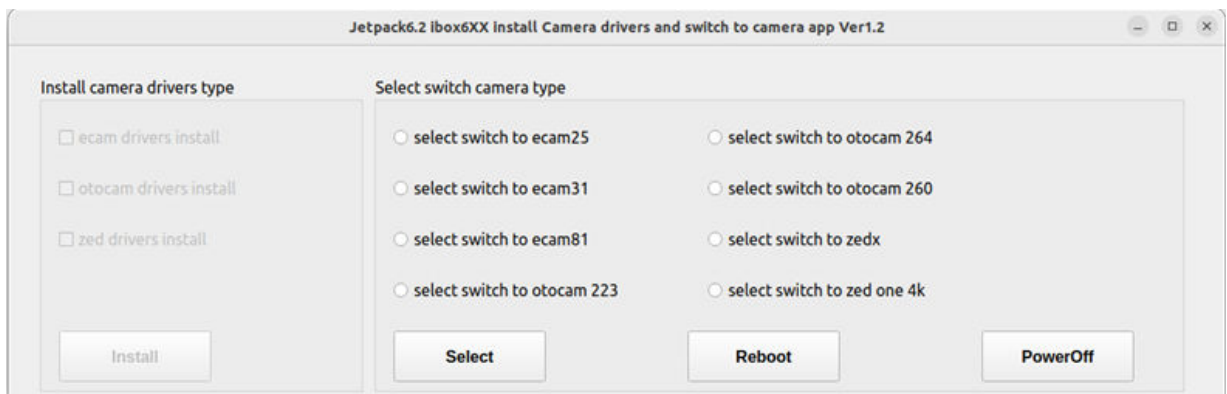 Jetpack6.2 ibox6XX install Camera drivers and switch to camera app Ver1.2
Install camera drivers type
ecam drivers install
otocam drivers install
zed drivers install
Install
Select switch camera type
select switch to ecam25
select switch to ecam31
select switch to ecam81
select switch to otocam 223
select switch to otocam 264
select switch to otocam 260
select switch to zedx
select switch to zed one 4k
Select
Reboot
PowerOff